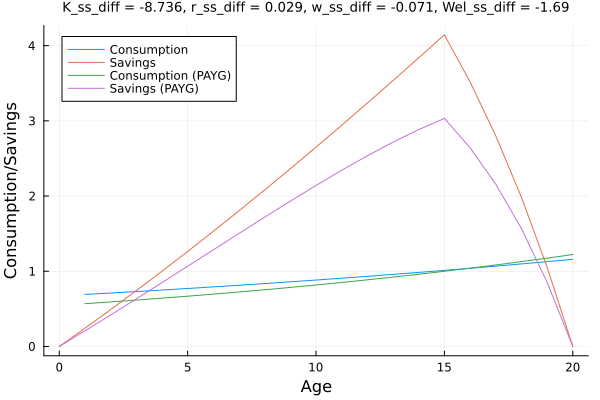 K_ss_diff = -8.736, r_ss_diff = 0.029, w_ss_diff = -0.071, Wel_ss_diff = -1.69
Consumption
Savings
Consumption (PAYG)
Savings (PAYG)
Consumption/Savings
4
3
2
1
0
0 5 10 15 20
Age